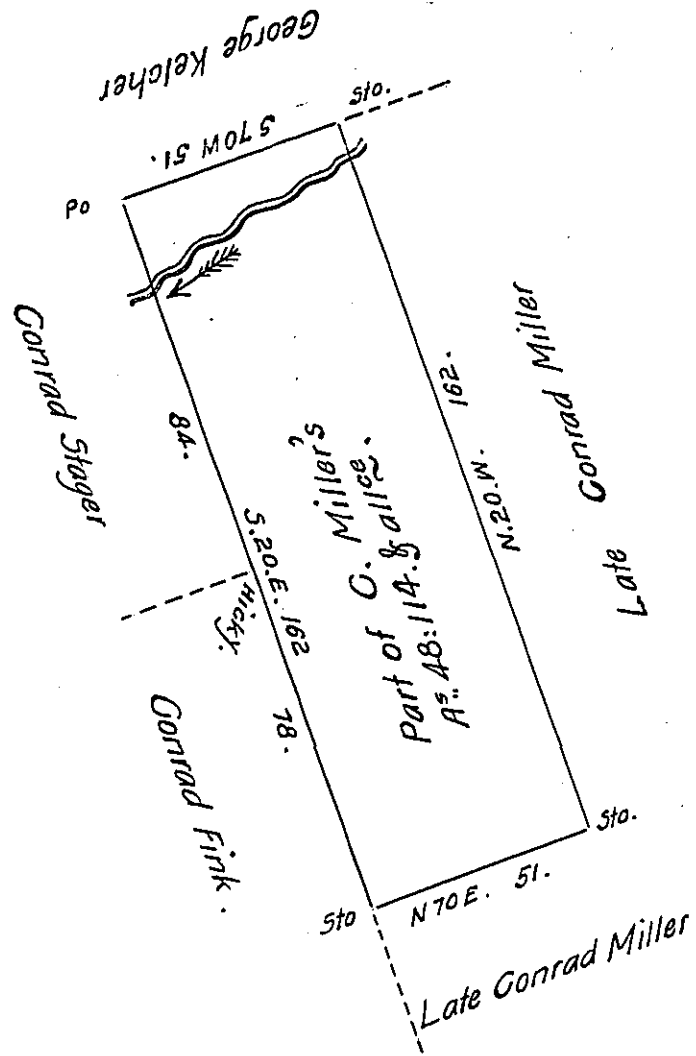 George Kelcher
Sto.
S 70 W 51.
Po
Conrad Stager
84.
S. 20. E. 162
Hicky.
78.
Conrad Fink.
Part of C. Miller's
As. 48:114. & allce.
162.
N. 20. W.
Late Conrad Miller
Sto.
Sto
N 70 E. 51.
Late Conrad Miller